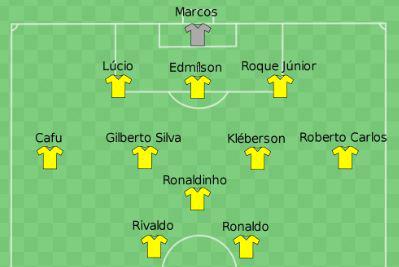 Marcos
Lúcio Edmílson Roque Júnior
Cafu Gilberto Silva Kléberson Roberto Carlos
Ronaldinho
Rivaldo Ronaldo